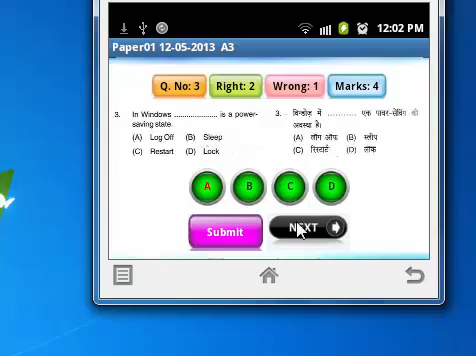 12:02 PM
Paper01 12-05-2013 A3
Q. No: 3 Right: 2 Wrong: 1 Marks: 4
3. In Windows .................... is a power-
saving state.
(A) Log Off (B) Sleep
(C) Restart (D) Lock
3. विन्डोज़ में ........... एक पावर-सेविंग की
अवस्था है।
(A) लॉग ऑफ (B) स्लीप
(C) रिस्टार्ट (D) लॉक
A B C D
Submit NEXT